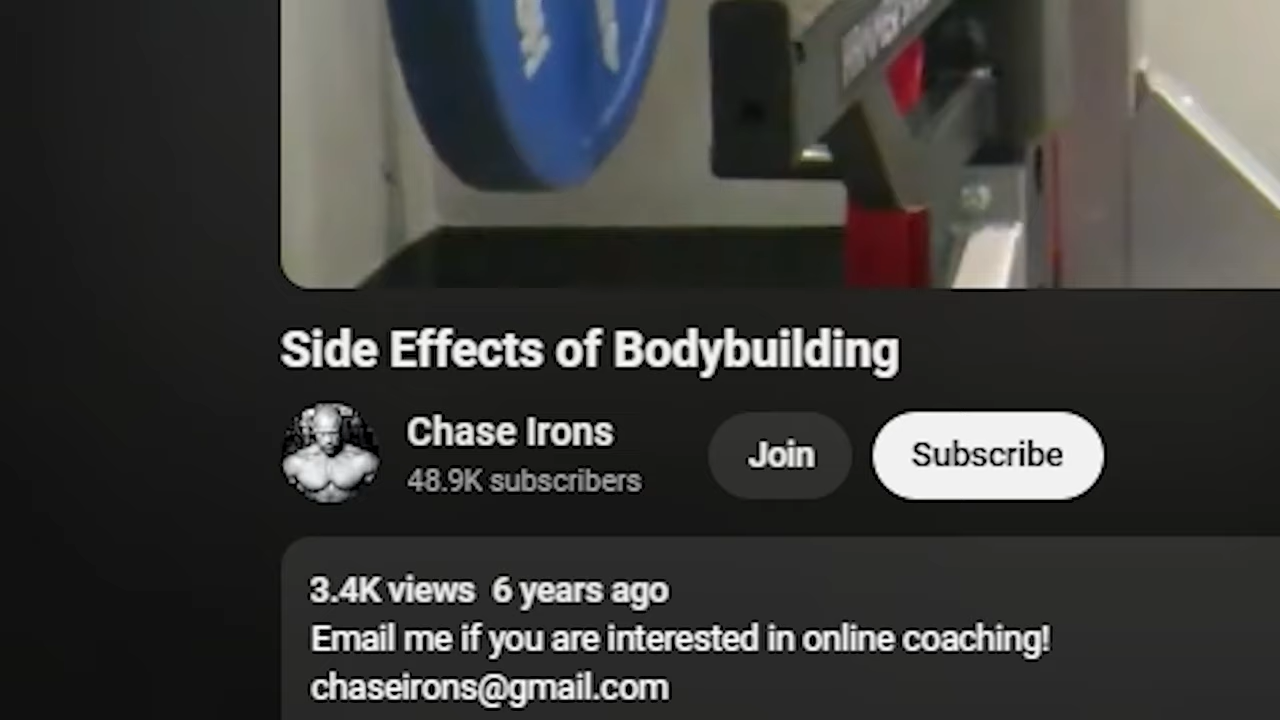 Side Effects of Bodybuilding
Chase Irons
48.9K subscribers
Join
Subscribe
3.4K views 6 years ago
Email me if you are interested in online coaching!
chaseirons@gmail.com